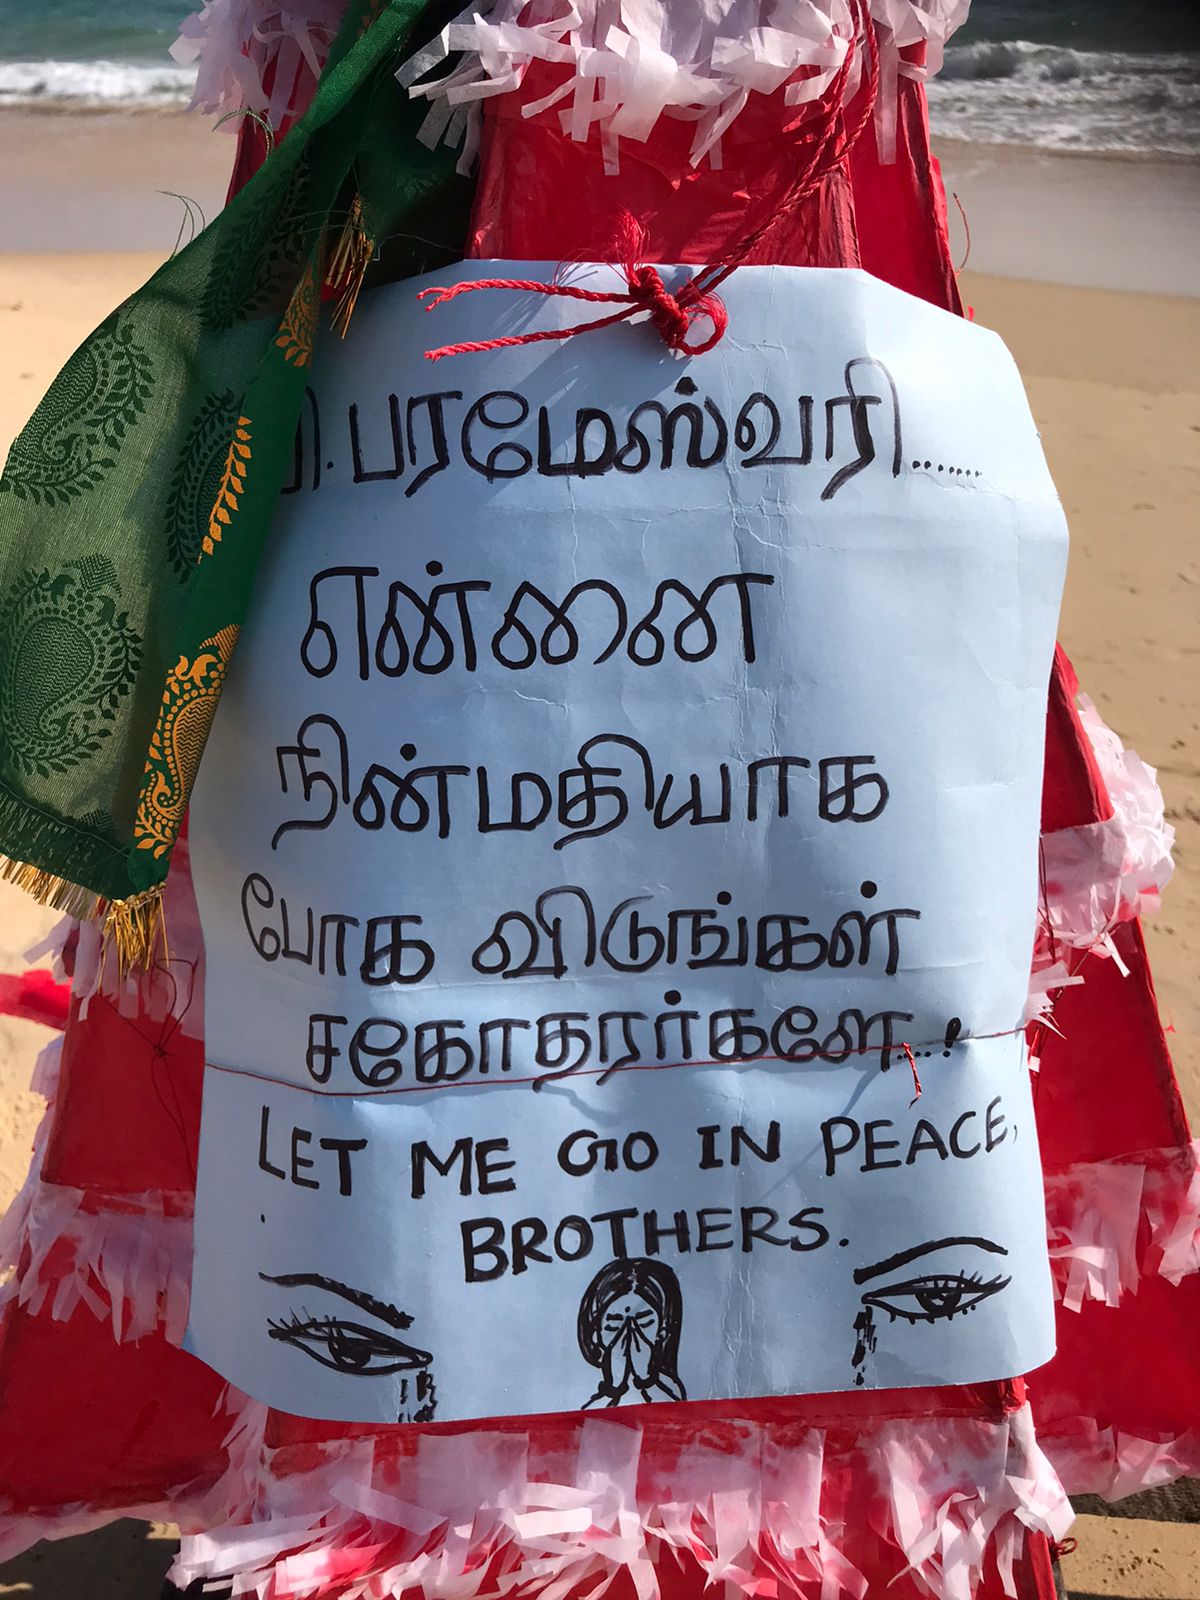 பரமேஸ்வரி.......
என்னை
நின்மதியாக
போக விடுங்கள்
சகோதரர்களே....!
LET ME GO IN PEACE,
BROTHERS.